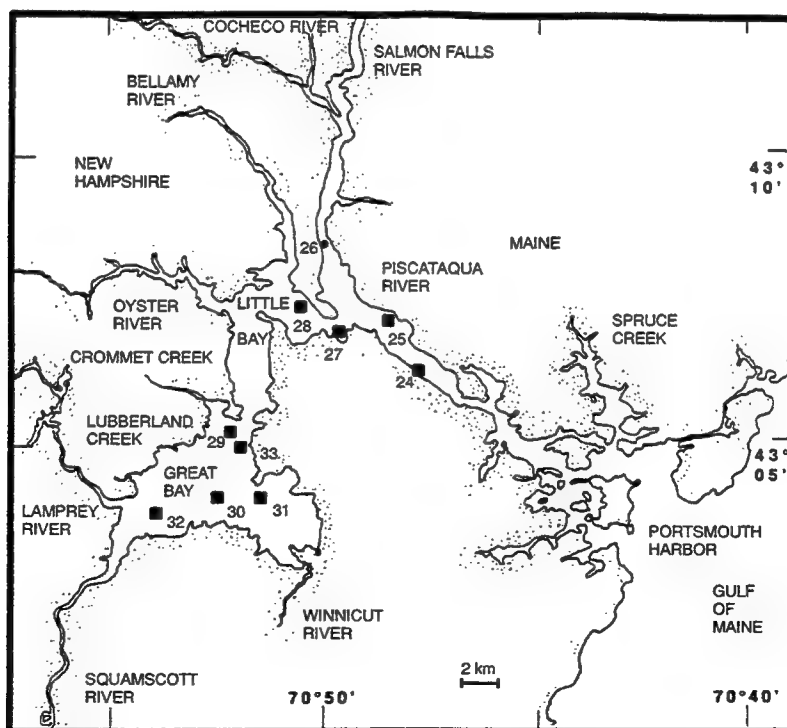 COCHECO RIVER
SALMON FALLS
RIVER
BELLAMY
RIVER
NEW
HAMPSHIRE
43°
10'
MAINE
26
PISCATAQUA
RIVER
OYSTER
RIVER
LITTLE
BAY
28
27
25
24
SPRUCE
CREEK
CROMMET CREEK
LUBBERLAND
CREEK
29
33
43°
05'
GREAT
BAY
LAMPREY
RIVER
32
30
31
PORTSMOUTH
HARBOR
GULF
OF
MAINE
WINNICUT
RIVER
2 km
SQUAMSCOTT
RIVER
70°50'
70°40'